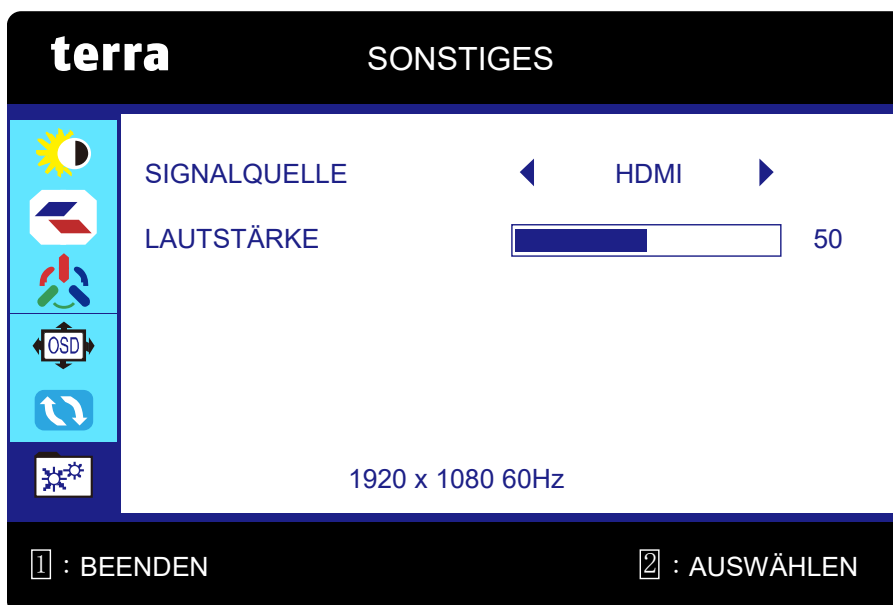 terra SONSTIGES
SIGNALQUELLE HDMI
LAUTSTÄRKE 50
OSD
1920 x 1080 60Hz
1 : BEENDEN 2 : AUSWÄHLEN